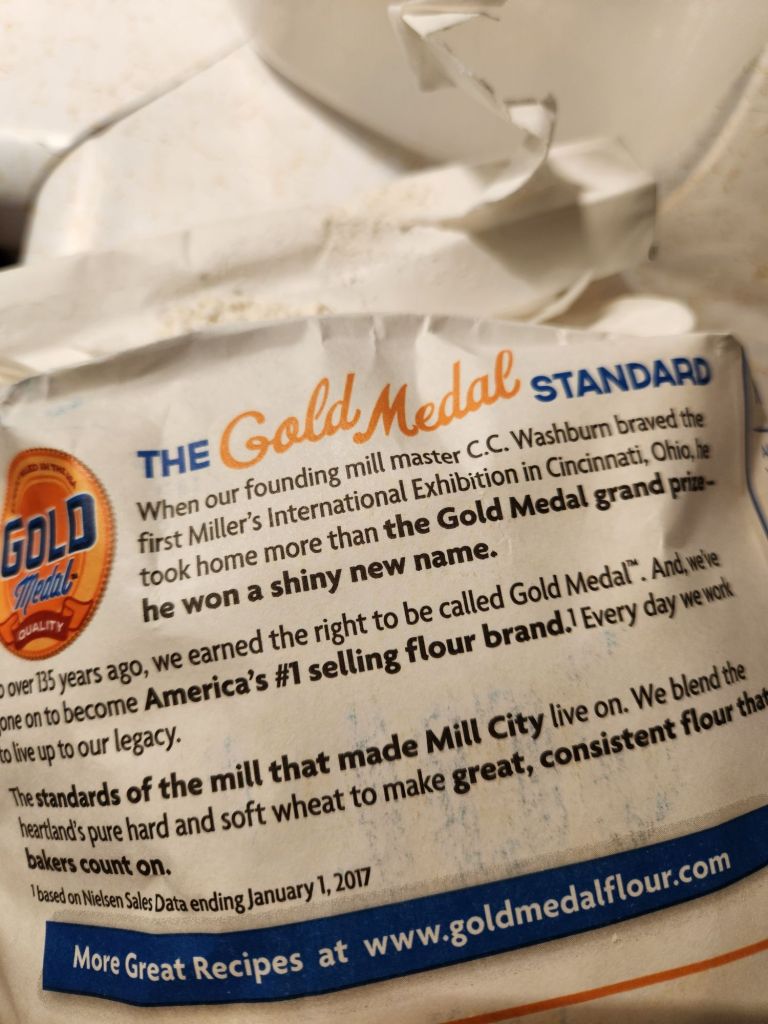 THE Gold Medal STANDARD
When our founding mill master C.C. Washburn braved the
first Miller's International Exhibition in Cincinnati, Ohio, he
took home more than the Gold Medal grand prize–
he won a shiny new name.
GOLD
Medal
QUALITY
over 135 years ago, we earned the right to be called Gold Medal™. And, we've
one on to become America's #1 selling flour brand.¹ Every day we work
to live up to our legacy.
The standards of the mill that made Mill City live on. We blend the
heartland's pure hard and soft wheat to make great, consistent flour that
bakers count on.
¹ based on Nielsen Sales Data ending January 1, 2017
More Great Recipes at www.goldmedalflour.com